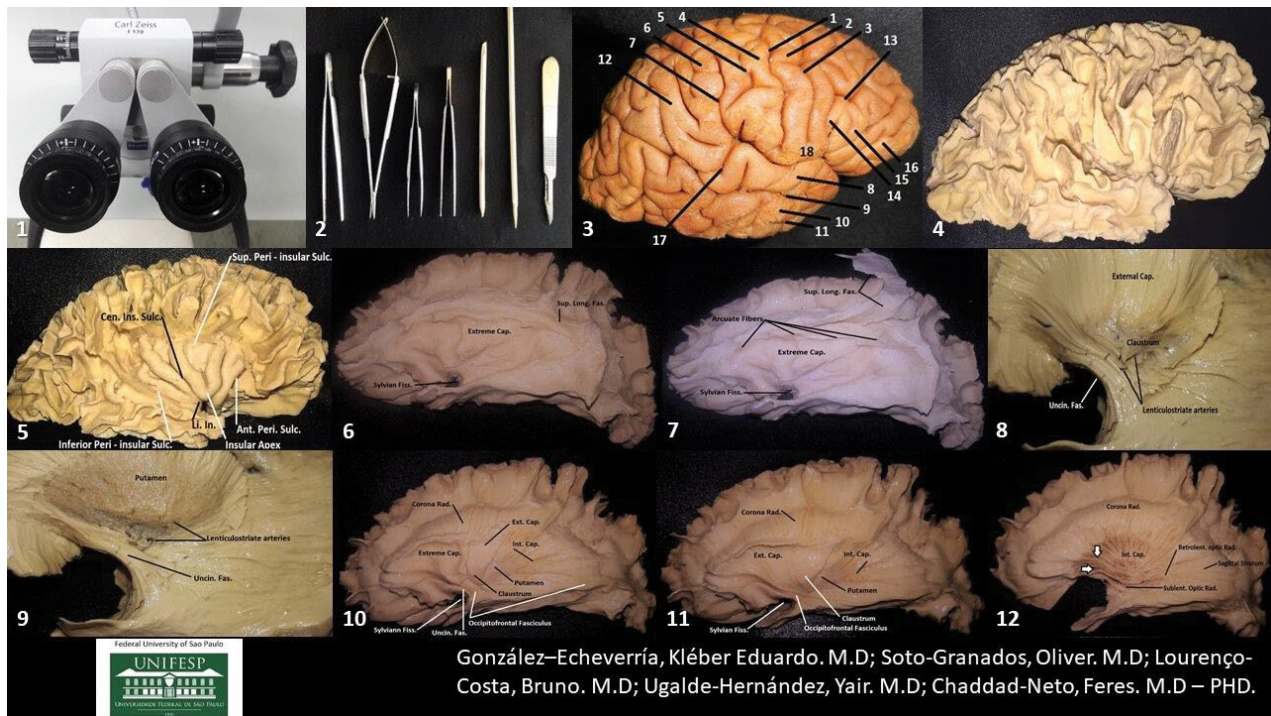 Carl Zeiss
f 170
1
2
5
4
6
7
12
1
2
3
13
18
16
15
14
8
9
10
11
17
3
4
Sup. Peri - insular Sulc.
Cen. Ins. Sulc.
Li. In.
Ant. Peri. Sulc.
Inferior Peri - insular Sulc.
Insular Apex
5
Sup. Long. Fas.
Extreme Cap.
Sylvian Fiss.
6
Sup. Long. Fas.
Arcuate Fibers
Extreme Cap.
Sylvian Fiss.
7
External Cap.
Claustrum
Uncin. Fas.
Lenticulostriate arteries
8
Putamen
Lenticulostriate arteries
Uncin. Fas.
9
Corona Rad.
Ext. Cap.
Extreme Cap.
Int. Cap.
Putamen
Claustrum
Occipitofrontal Fasciculus
Sylviann Fiss.
Uncin. Fas.
10
Corona Rad.
Ext. Cap.
Int. Cap.
Putamen
Claustrum
Occipitofrontal Fasciculus
Sylvian Fiss.
11
Corona Rad.
Int. Cap.
Retrolent. optic Rad.
Sagittal Striatum
Sublent. Optic Rad.
12
Federal University of Sao Paulo
UNIFESP
UNIVERSIDADE FEDERAL DE SÃO PAULO
González–Echeverría, Kléber Eduardo. M.D; Soto-Granados, Oliver. M.D; Lourenço-
Costa, Bruno. M.D; Ugalde-Hernández, Yair. M.D; Chaddad-Neto, Feres. M.D – PHD.